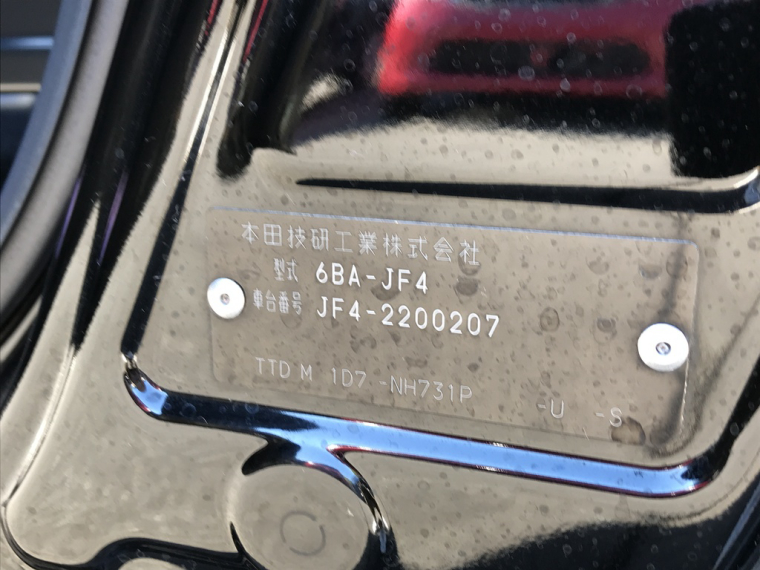 本田技研工業株式会社
型式 6BA-JF4
車台番号 JF4-2200207
TTD M 1D7 -NH731P -U -S